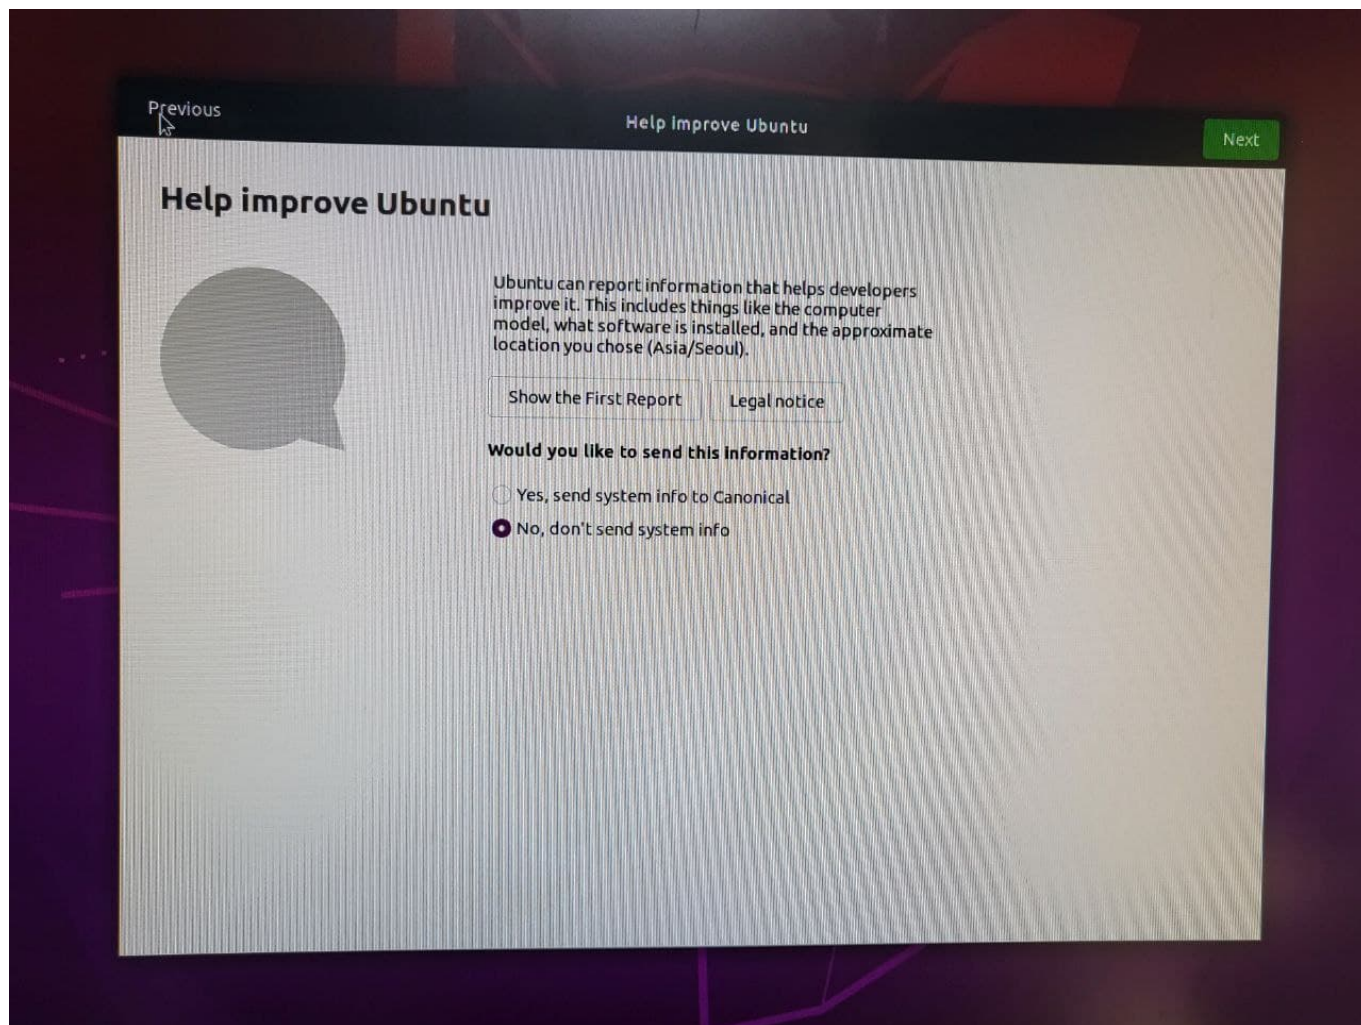 Previous
Help improve Ubuntu
Next
Help improve Ubuntu
Ubuntu can report information that helps developers
improve it. This includes things like the computer
model, what software is installed, and the approximate
location you chose (Asia/Seoul).
Show the First Report
Legal notice
Would you like to send this information?
Yes, send system info to Canonical
No, don't send system info